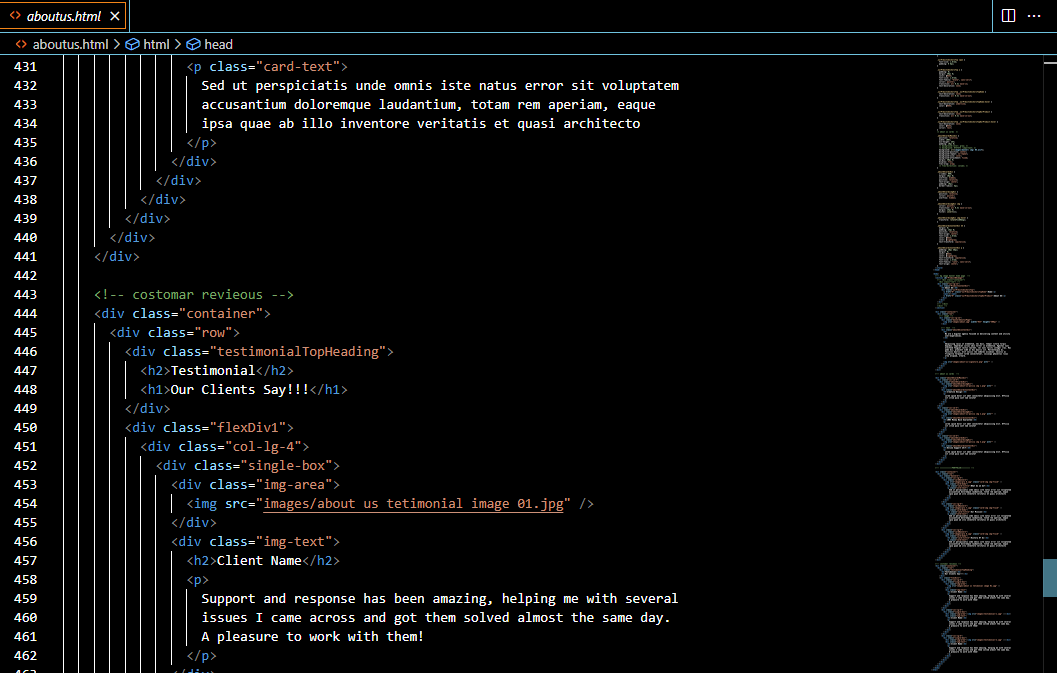 aboutus.html
aboutus.html > html > head
431 <p class="card-text">
432 Sed ut perspiciatis unde omnis iste natus error sit voluptatem
433 accusantium doloremque laudantium, totam rem aperiam, eaque
434 ipsa quae ab illo inventore veritatis et quasi architecto
435 </p>
436 </div>
437 </div>
438 </div>
439 </div>
440 </div>
441 </div>
442
443 <!-- costomar revieous -->
444 <div class="container">
445 <div class="row">
446 <div class="testimonialTopHeading">
447 <h2>Testimonial</h2>
448 <h1>Our Clients Say!!!</h1>
449 </div>
450 <div class="flexDiv1">
451 <div class="col-lg-4">
452 <div class="single-box">
453 <div class="img-area">
454 <img src="images/about us tetimonial image 01.jpg" />
455 </div>
456 <div class="img-text">
457 <h2>Client Name</h2>
458 <p>
459 Support and response has been amazing, helping me with several
460 issues I came across and got them solved almost the same day.
461 A pleasure to work with them!
462 </p>